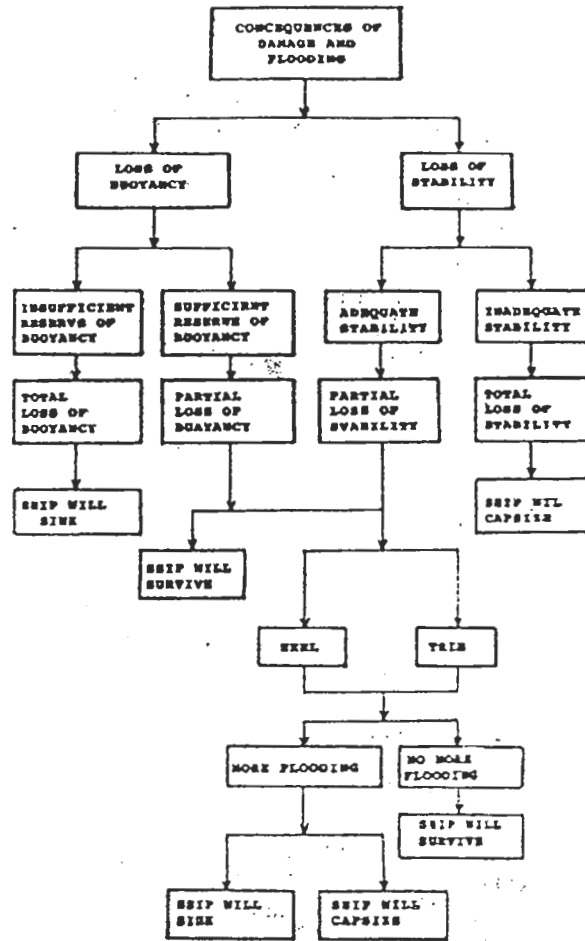 CONCEQUENCES OF
DAMAGE AND
FLOODING
LOSS OF
BUOYANCY
LOSS OF
STABILITY
INSUFFICIENT
RESERVE OF
BUOYANCY
SUFFICIENT
RESERVE OF
BUOYANCY
ADEQUATE
STABILITY
INADEQUATE
STABILITY
TOTAL
LOSS OF
BUOYANCY
PARTIAL
LOSS OF
BUAYANCY
PARTIAL
LOSS OF
STABILITY
TOTAL
LOSS OF
STABILITY
SHIP WILL
SINK
SHIP WILL
SURVIVE
SHIP WIL
CAPSIZE
HEEL
TRIM
MORE FLOODING
NO MORE
FLOODING
SHIP WILL
SURVIVE
SHIP WILL
SINK
SHIP WILL
CAPSIZE